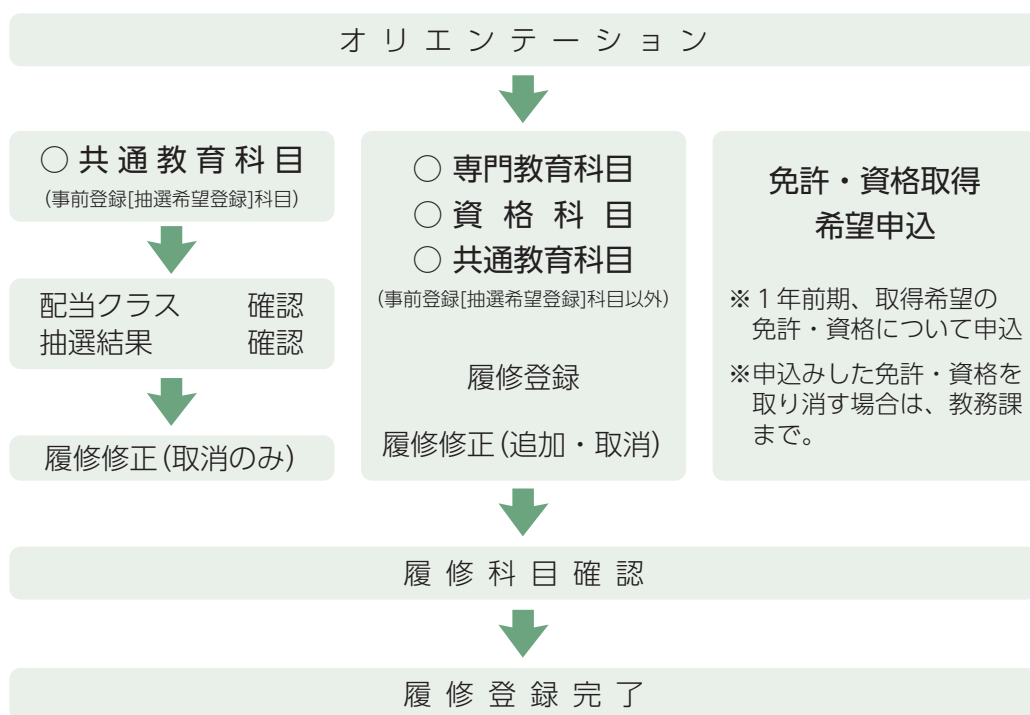 オリエンテーション
○共通教育科目
(事前登録[抽選希望登録]科目)
配当クラス 確認
抽選結果 確認
履修修正(取消のみ)
○専門教育科目
○資格科目
○共通教育科目
(事前登録[抽選希望登録]科目以外)
履修登録
履修修正(追加・取消)
免許・資格取得
希望申込
※1年前期、取得希望の
免許・資格について申込
※申込みした免許・資格を
取り消す場合は、教務課
まで。
履修科目確認
履修登録完了